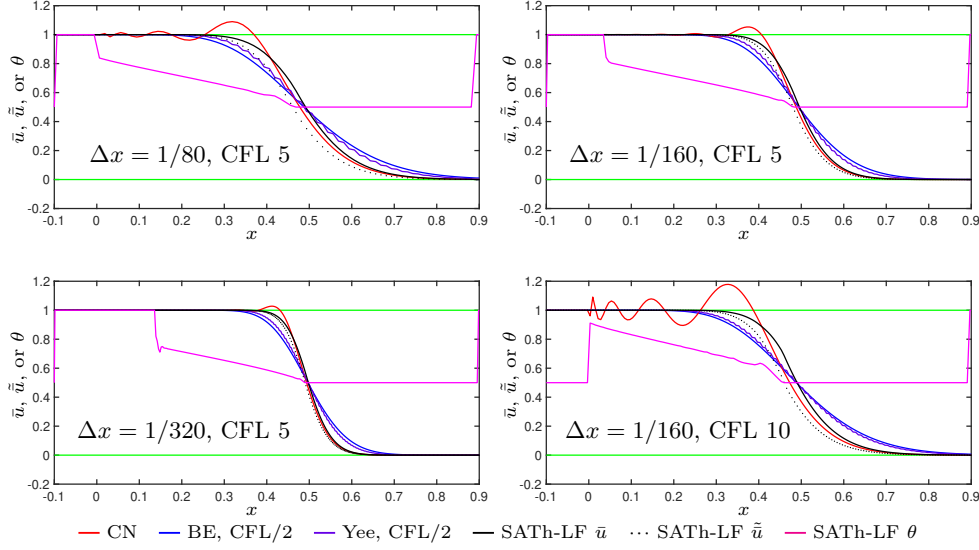 1.2
1
0.8
0.6
0.4
0.2
0
-0.2
ū, ũ̄, or θ
Δx = 1/80, CFL 5
-0.1 0 0.1 0.2 0.3 0.4 0.5 0.6 0.7 0.8 0.9
x
1.2
1
0.8
0.6
0.4
0.2
0
-0.2
ū, ũ̄, or θ
Δx = 1/160, CFL 5
-0.1 0 0.1 0.2 0.3 0.4 0.5 0.6 0.7 0.8 0.9
x
1.2
1
0.8
0.6
0.4
0.2
0
-0.2
ū, ũ̄, or θ
Δx = 1/320, CFL 5
-0.1 0 0.1 0.2 0.3 0.4 0.5 0.6 0.7 0.8 0.9
x
1.2
1
0.8
0.6
0.4
0.2
0
-0.2
ū, ũ̄, or θ
Δx = 1/160, CFL 10
-0.1 0 0.1 0.2 0.3 0.4 0.5 0.6 0.7 0.8 0.9
x
CN BE, CFL/2 Yee, CFL/2 SATh-LF ū SATh-LF ũ̄ SATh-LF θ